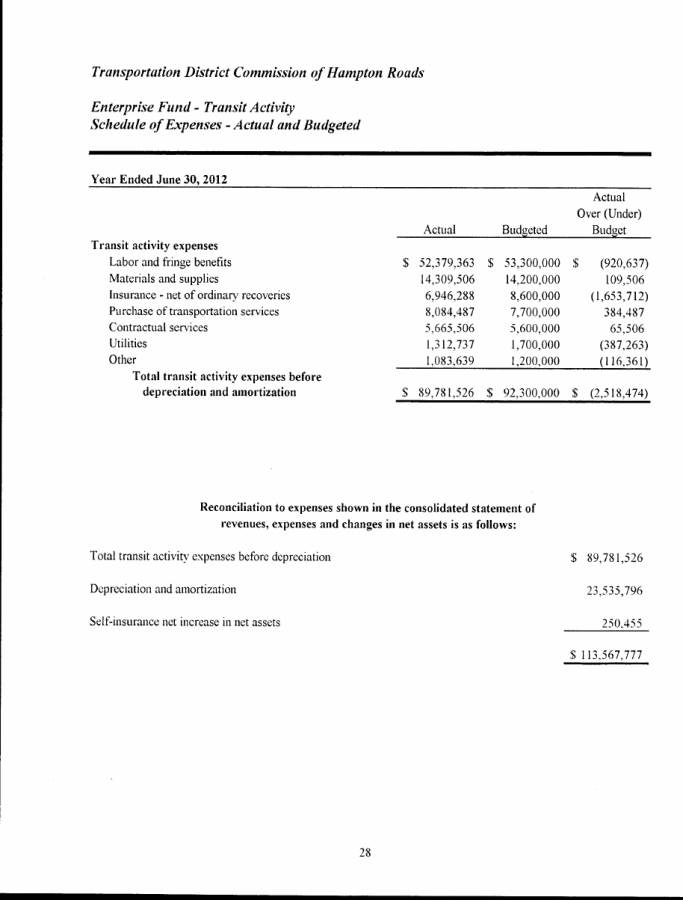 Transportation District Commission of Hampton Roads
Enterprise Fund - Transit Activity
Schedule of Expenses - Actual and Budgeted
Year Ended June 30, 2012
Actual
Over (Under)
Actual Budgeted Budget
Transit activity expenses
Labor and fringe benefits $ 52,379,363 $ 53,300,000 $ (920,637)
Materials and supplies 14,309,506 14,200,000 109,506
Insurance - net of ordinary recoveries 6,946,288 8,600,000 (1,653,712)
Purchase of transportation services 8,084,487 7,700,000 384,487
Contractual services 5,665,506 5,600,000 65,506
Utilities 1,312,737 1,700,000 (387,263)
Other 1,083,639 1,200,000 (116,361)
Total transit activity expenses before
depreciation and amortization $ 89,781,526 $ 92,300,000 $ (2,518,474)
Reconciliation to expenses shown in the consolidated statement of
revenues, expenses and changes in net assets is as follows:
Total transit activity expenses before depreciation $ 89,781,526
Depreciation and amortization 23,535,796
Self-insurance net increase in net assets 250,455
$ 113,567,777
28